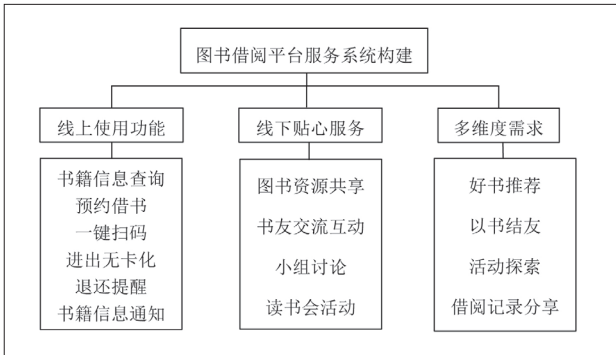 图书借阅平台服务系统构建
线上使用功能
书籍信息查询
预约借书
一键扫码
进出无卡化
退还提醒
书籍信息通知
线下贴心服务
图书资源共享
书友交流互动
小组讨论
读书会活动
多维度需求
好书推荐
以书结友
活动探索
借阅记录分享